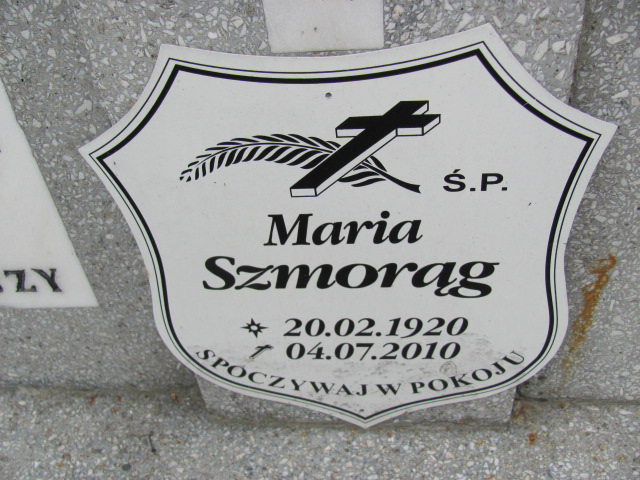 Ś.P.
Maria
Szmorąg
20.02.1920
04.07.2010
SPOCZYWAJ W POKOJU